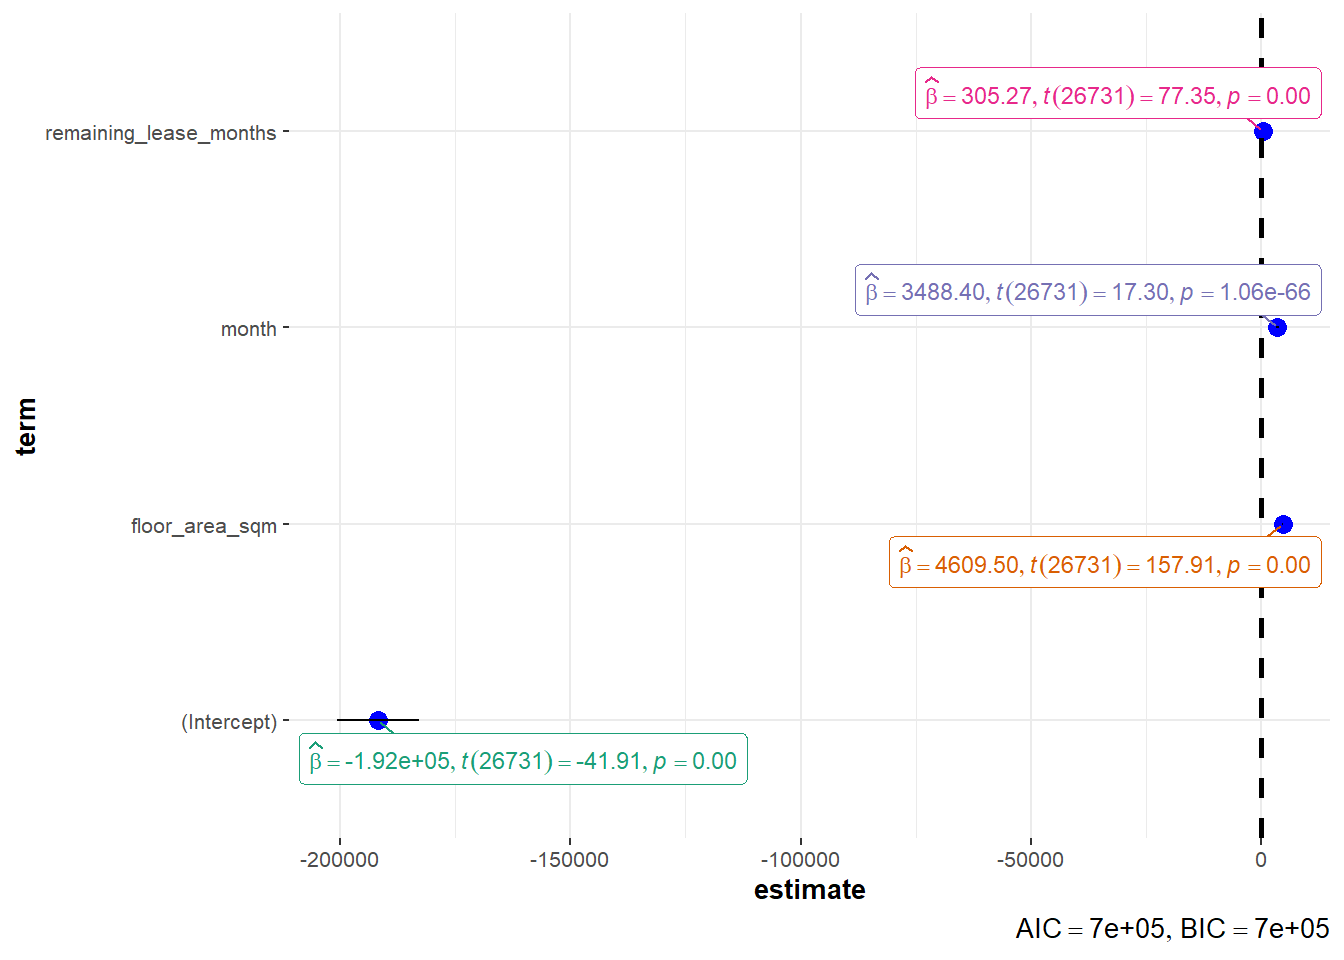 β̂ = 305.27, t(26731) = 77.35, p = 0.00
remaining_lease_months
β̂ = 3488.40, t(26731) = 17.30, p = 1.06e-66
month
term
floor_area_sqm
β̂ = 4609.50, t(26731) = 157.91, p = 0.00
(Intercept)
β̂ = -1.92e+05, t(26731) = -41.91, p = 0.00
-200000 -150000 -100000 -50000 0
estimate
AIC = 7e+05, BIC = 7e+05